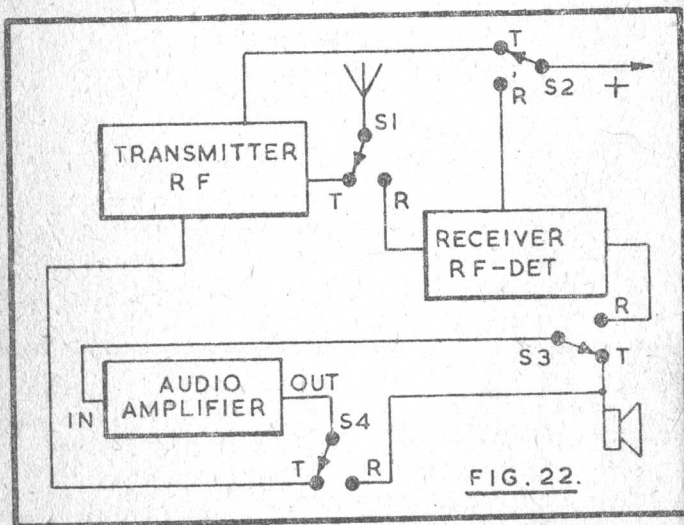 T
S2
+
R
S1
TRANSMITTER
RF
T
R
RECEIVER
RF-DET
R
S3
T
AUDIO
AMPLIFIER
IN
OUT
S4
T
R
FIG. 22.